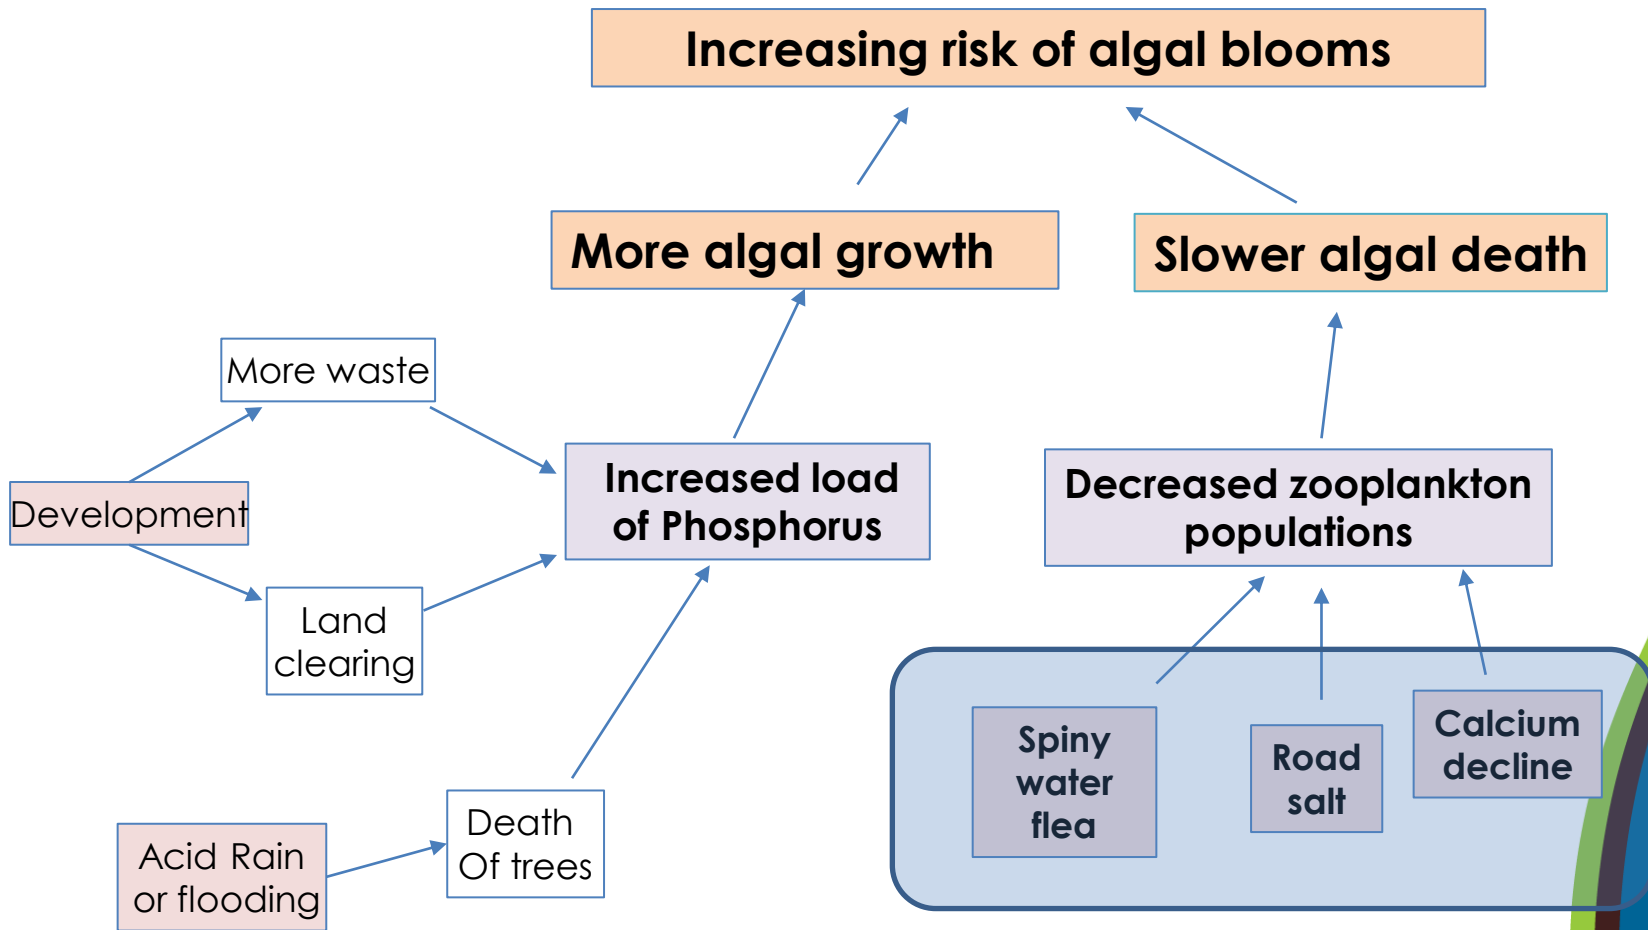 Increasing risk of algal blooms
More algal growth
Slower algal death
More waste
Development
Increased load
of Phosphorus
Decreased zooplankton
populations
Land
clearing
Spiny
water
flea
Road
salt
Calcium
decline
Death
Of trees
Acid Rain
or flooding